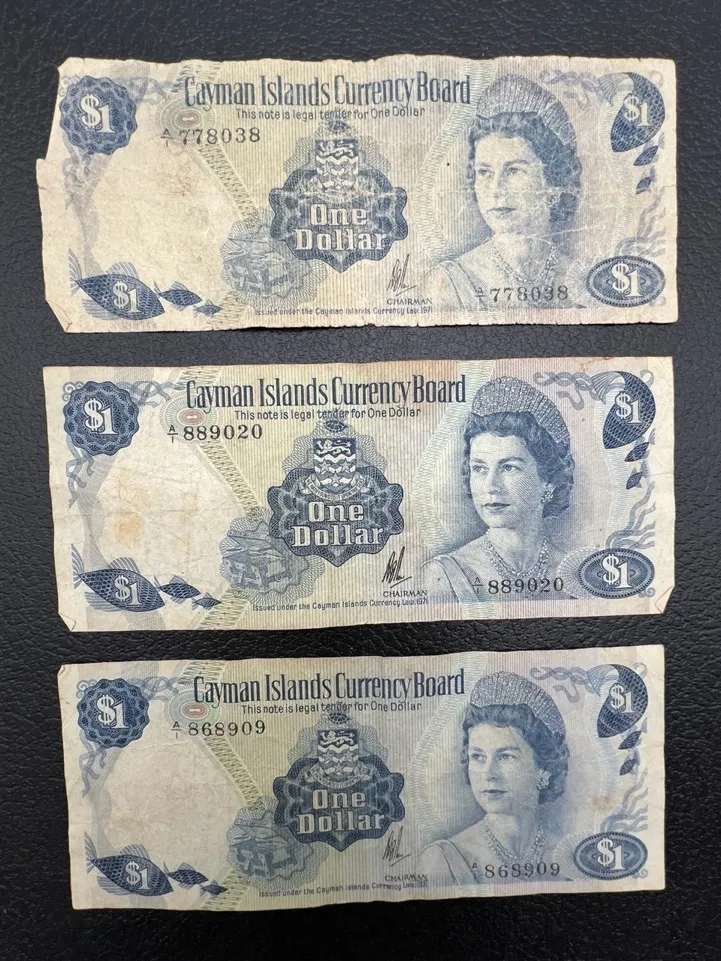 $1
Cayman Islands Currency Board
$1
This note is legal tender for One Dollar
A/1 778038
One
Dollar
CHAIRMAN
A/1 778038
$1
$1
Issued under the Cayman Islands Currency Law. 1971
$1
Cayman Islands Currency Board
$1
This note is legal tender for One Dollar
A/1 889020
One
Dollar
CHAIRMAN
A/1 889020
$1
$1
Issued under the Cayman Islands Currency Law. 1971
$1
Cayman Islands Currency Board
$1
This note is legal tender for One Dollar
A/1 868909
One
Dollar
CHAIRMAN
A/1 868909
$1
$1
Issued under the Cayman Islands Currency Law. 1971